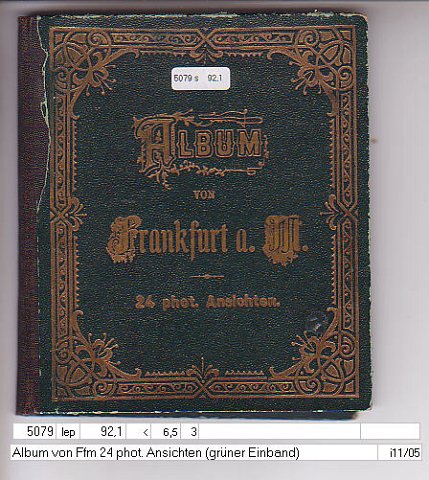 5079 s 92,1
ALBUM
VON
Frankfurt a. M.
24 phot. Ansichten.
5079 lep 92,1 < 6,5 3
Album von Ffm 24 phot. Ansichten (grüner Einband) i11/05